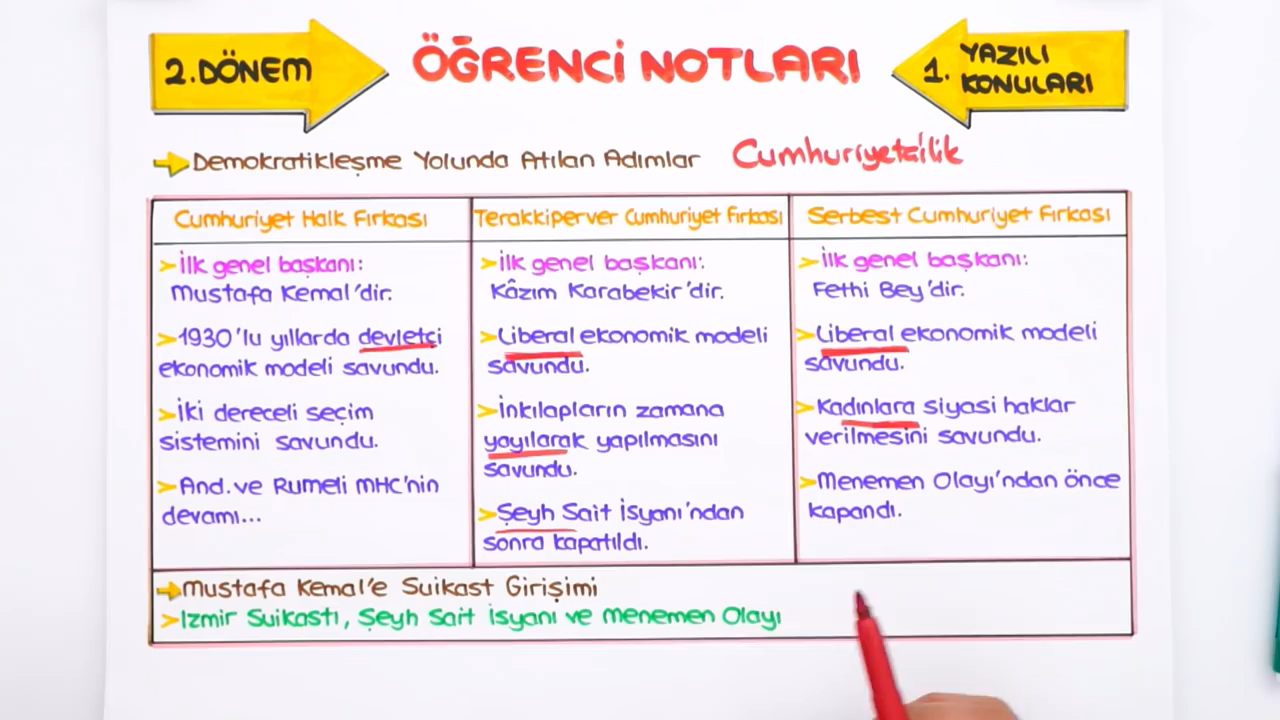 2. DÖNEM
ÖĞRENCİ NOTLARI
1. YAZILI
KONULARI
Demokratikleşme Yolunda Atılan Adımlar
Cumhuriyetçilik
Cumhuriyet Halk Fırkası
İlk genel başkanı:
Mustafa Kemal'dir.
1930'lu yıllarda devletçi
ekonomik modeli savundu.
İki dereceli seçim
sistemini savundu.
And. ve Rumeli MHC'nin
devamı...
Terakkiperver Cumhuriyet Fırkası
İlk genel başkanı:
Kâzım Karabekir'dir.
Liberal ekonomik modeli
savundu.
İnkılapların zamana
yayılarak yapılmasını
savundu.
Şeyh Sait İsyanı'ndan
sonra kapatıldı.
Serbest Cumhuriyet Fırkası
İlk genel başkanı:
Fethi Bey'dir.
Liberal ekonomik modeli
savundu.
Kadınlara siyasi haklar
verilmesini savundu.
Menemen Olayı'ndan önce
kapandı.
Mustafa Kemal'e Suikast Girişimi
Izmir Suikastı, Şeyh Sait İsyanı ve Menemen Olayı